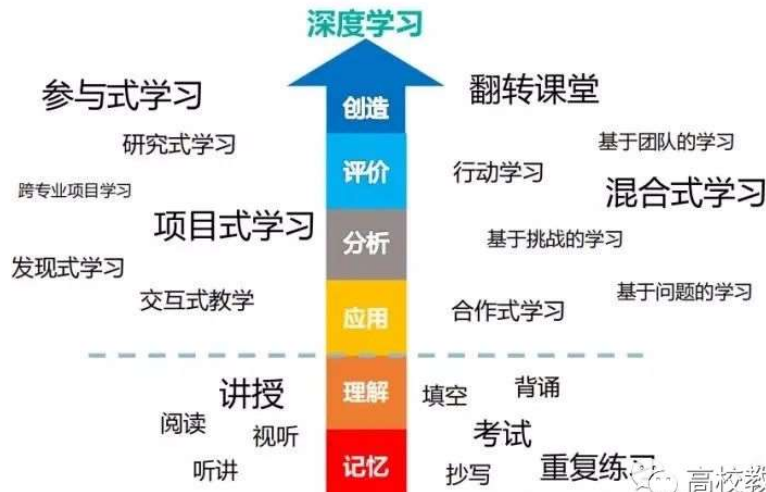 深度学习
参与式学习
翻转课堂
创造
研究式学习
基于团队的学习
评价
行动学习
跨专业项目学习
混合式学习
项目式学习
分析
基于挑战的学习
发现式学习
交互式教学
基于问题的学习
应用
合作式学习
讲授
理解
填空
背诵
阅读
视听
考试
听讲
记忆
抄写
重复练习
高校教